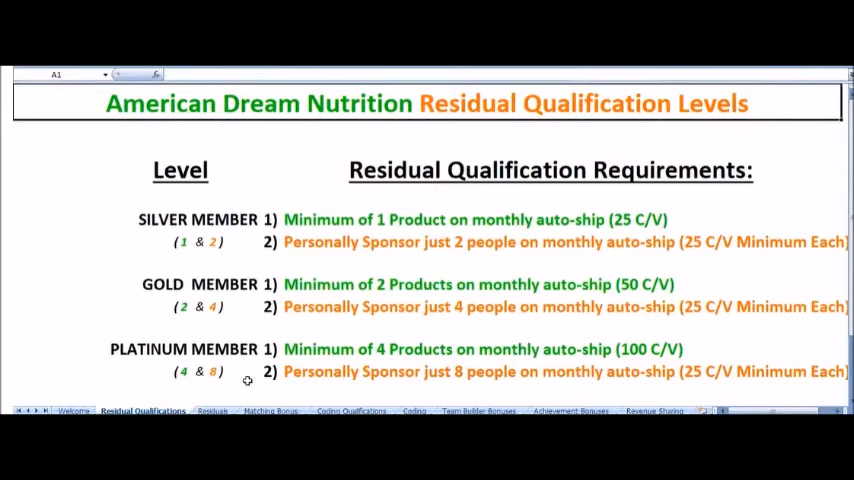 A1
fx
American Dream Nutrition Residual Qualification Levels
Level Residual Qualification Requirements:
SILVER MEMBER 1) Minimum of 1 Product on monthly auto-ship (25 C/V)
(1 & 2) 2) Personally Sponsor just 2 people on monthly auto-ship (25 C/V Minimum Each)
GOLD MEMBER 1) Minimum of 2 Products on monthly auto-ship (50 C/V)
(2 & 4) 2) Personally Sponsor just 4 people on monthly auto-ship (25 C/V Minimum Each)
PLATINUM MEMBER 1) Minimum of 4 Products on monthly auto-ship (100 C/V)
(4 & 8) 2) Personally Sponsor just 8 people on monthly auto-ship (25 C/V Minimum Each)
Welcome Residual Qualifications Residuals Matching Bonus Coding Qualifications Coding Team Builder Bonuses Achievement Bonuses Revenue Sharing